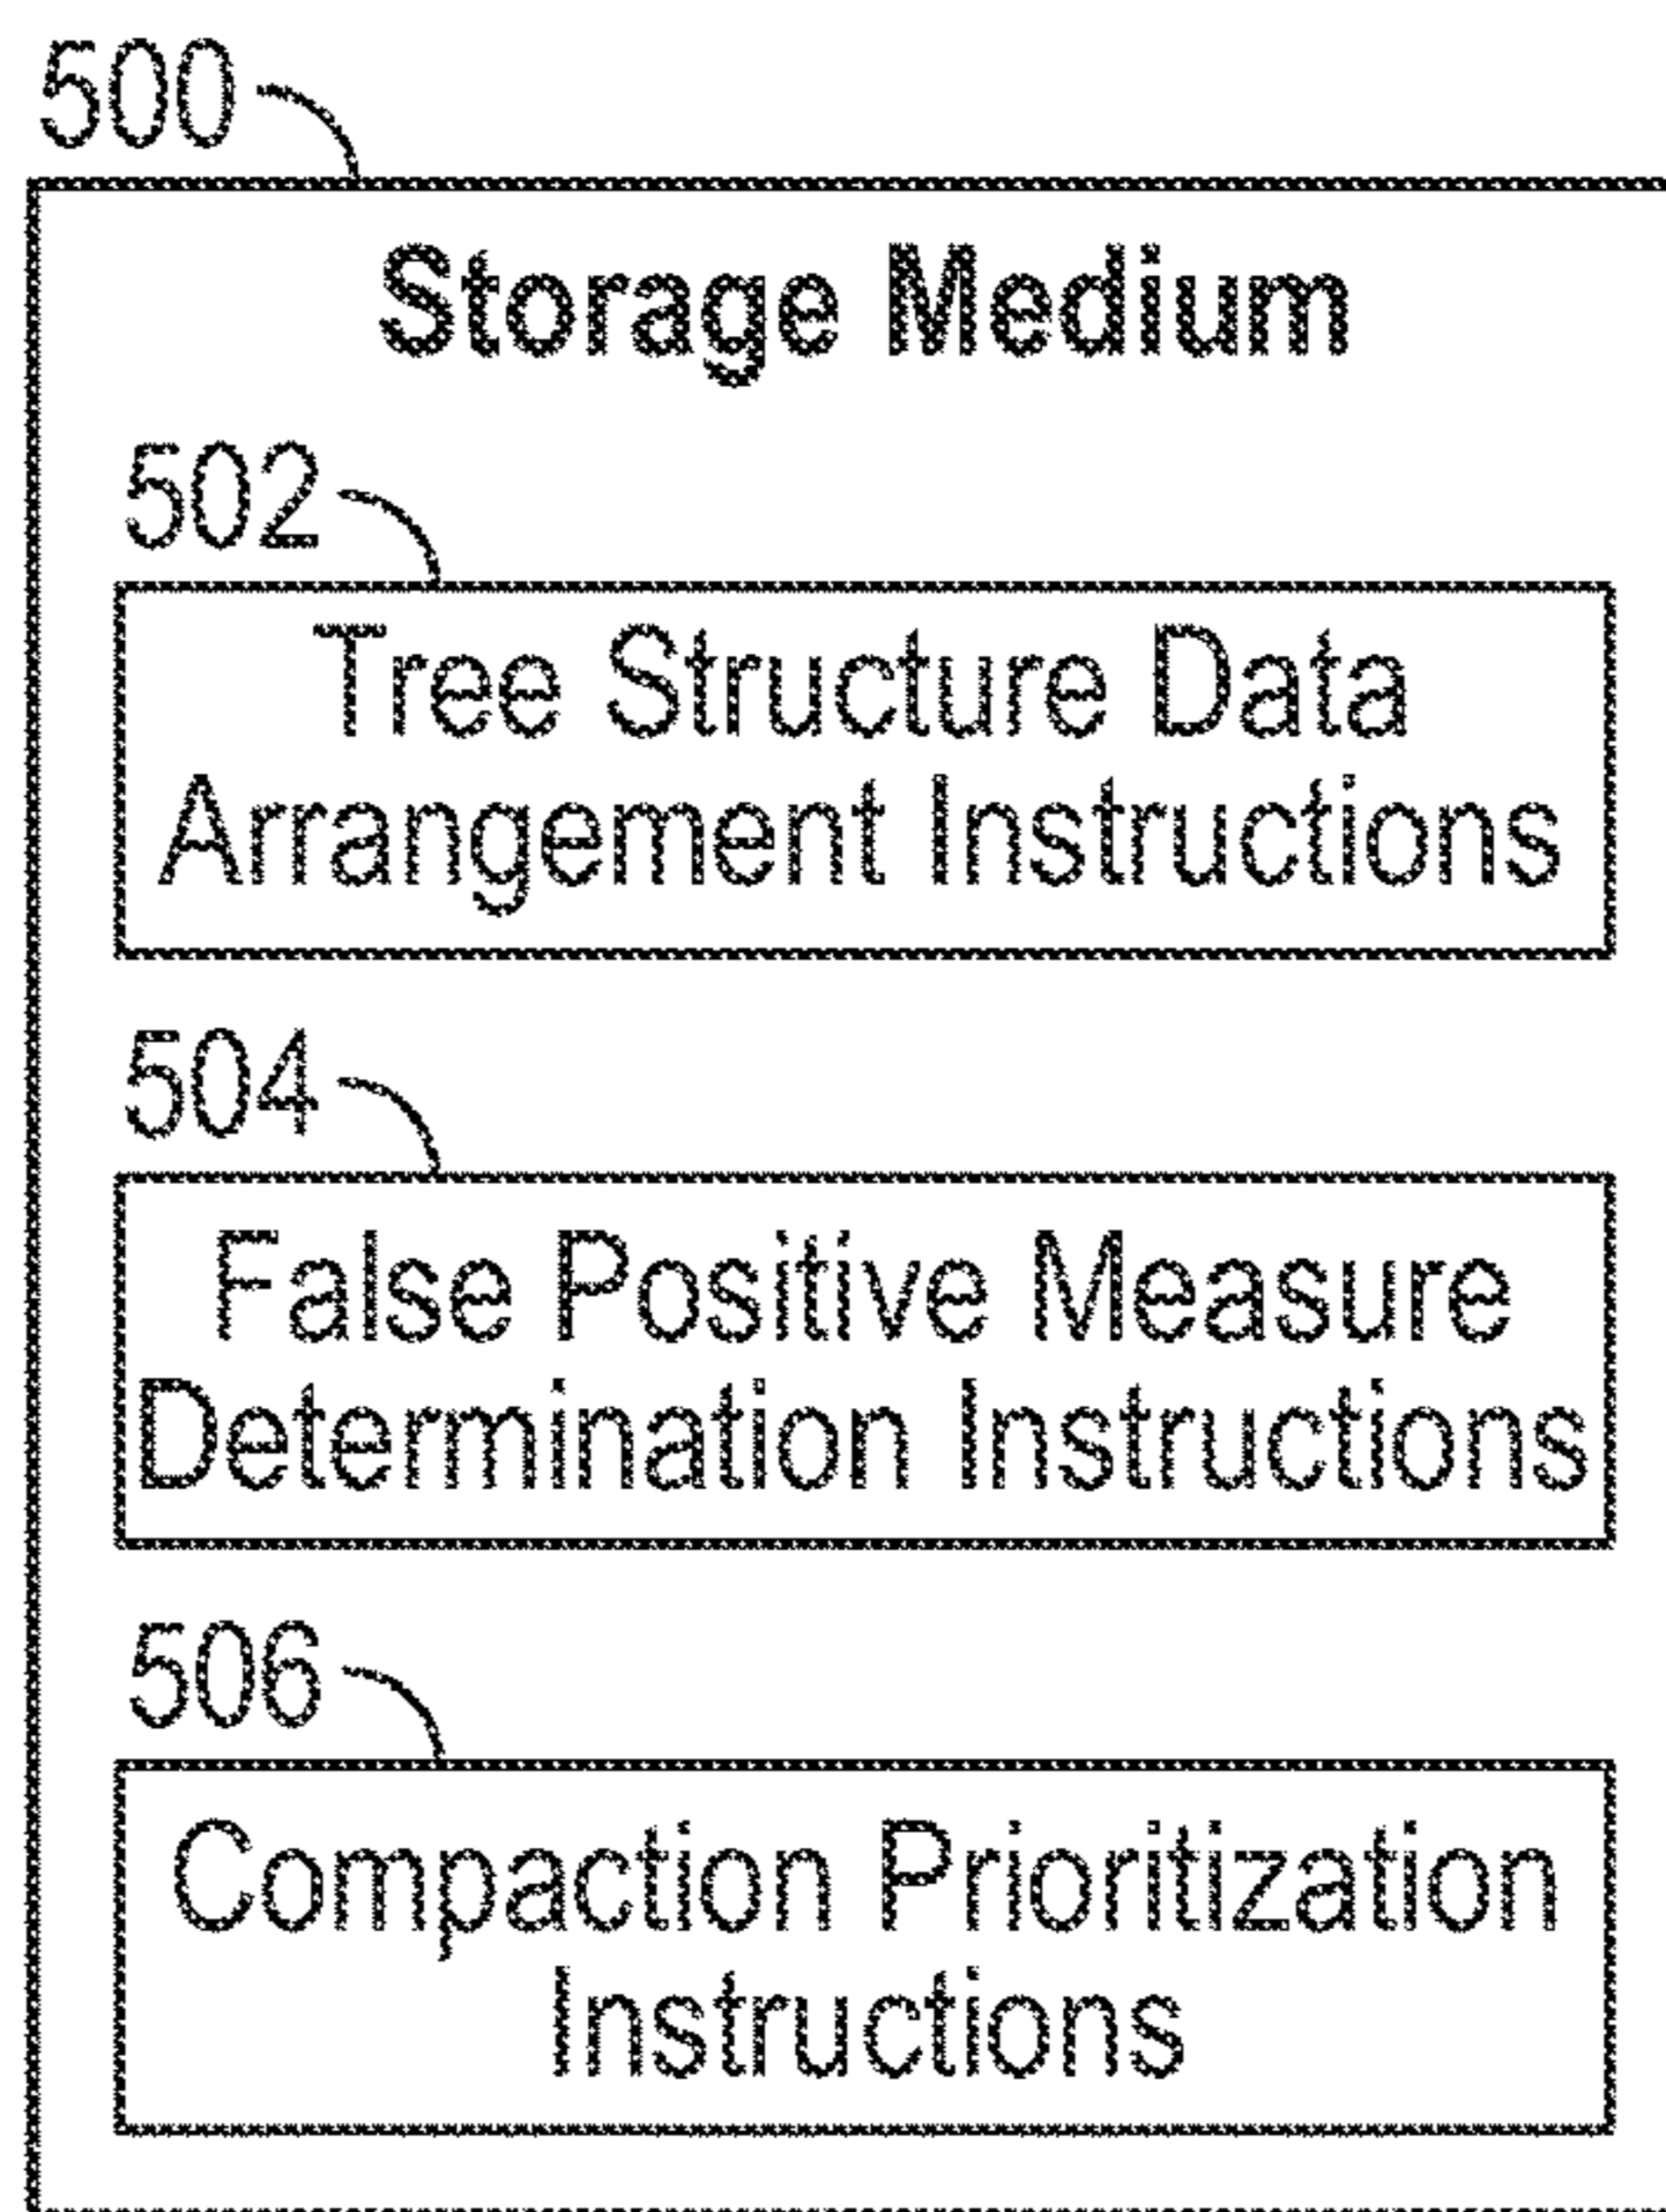 500
Storage Medium
502
Tree Structure Data
Arrangement Instructions
504
False Positive Measure
Determination Instructions
506
Compaction Prioritization
Instructions